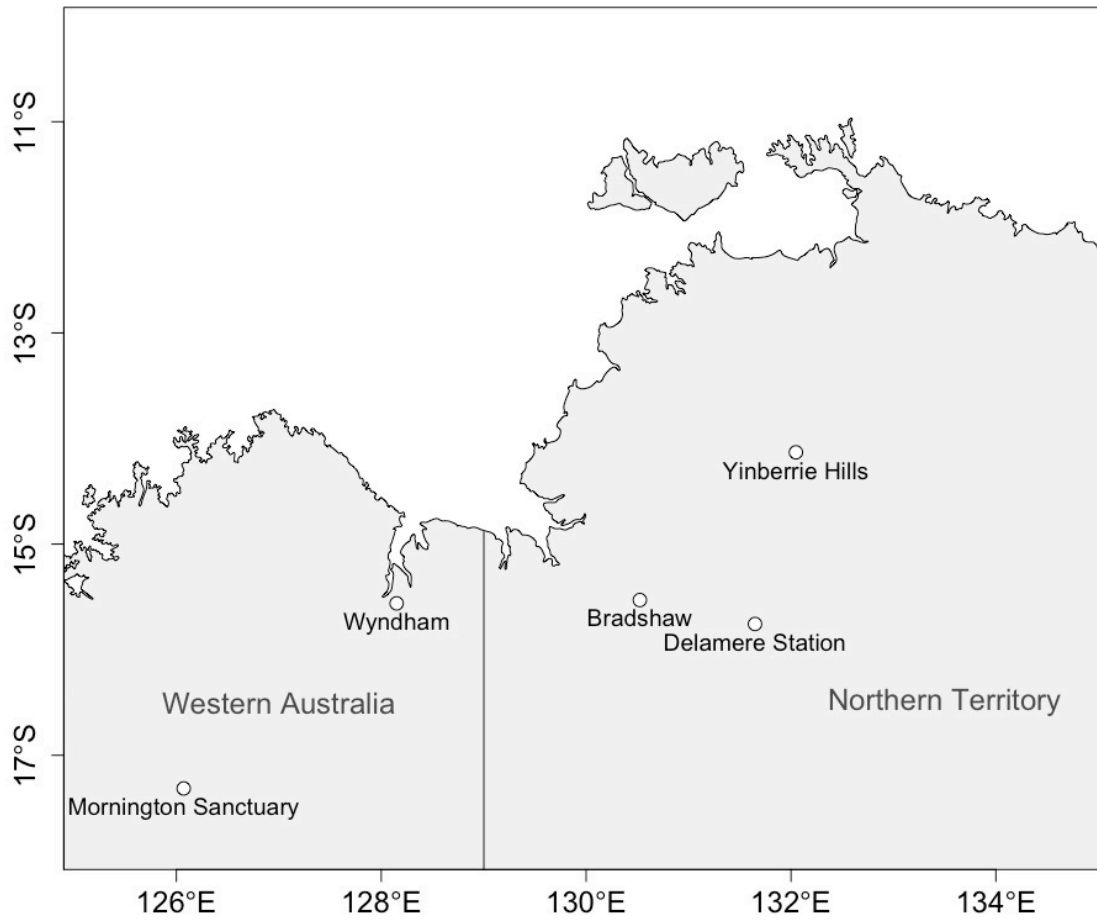 11°S
13°S
Yinberrie Hills
15°S
Wyndham
Bradshaw
Delamere Station
Western Australia
Northern Territory
17°S
Mornington Sanctuary
126°E
128°E
130°E
132°E
134°E